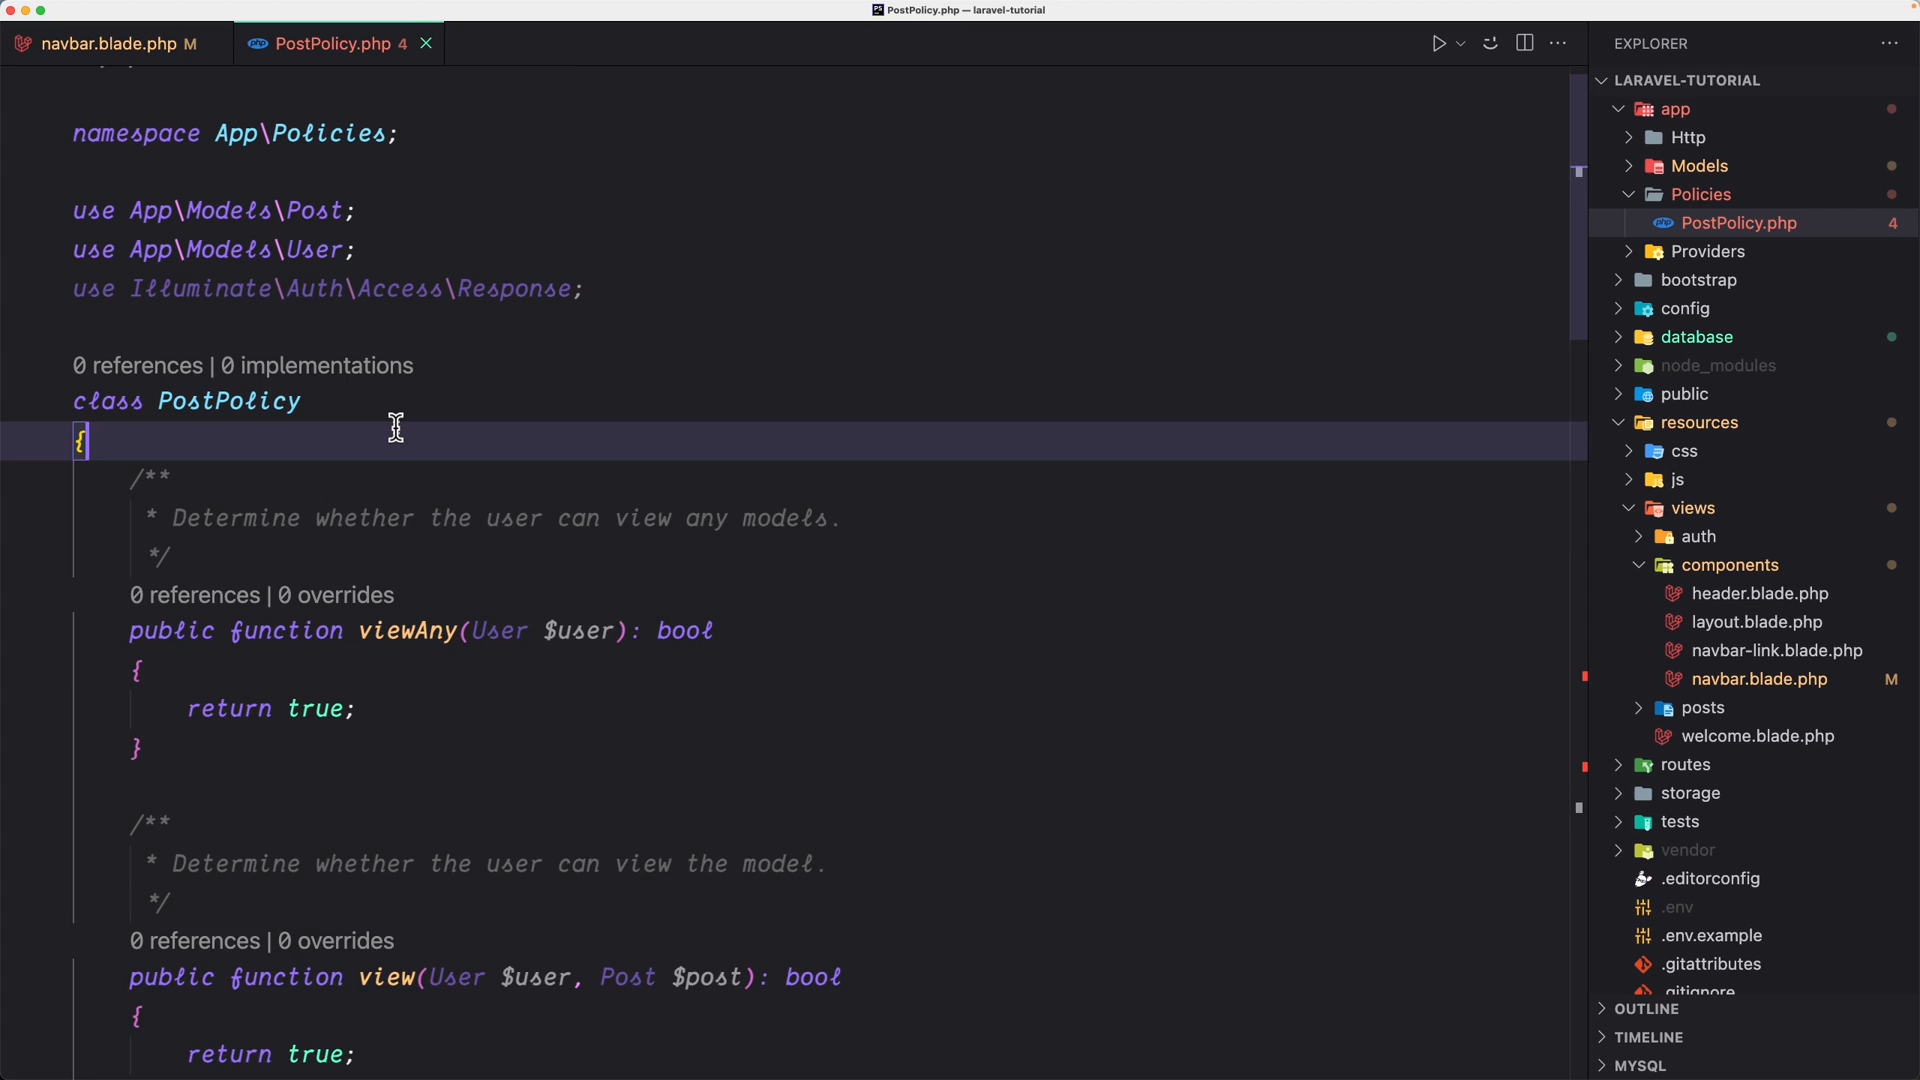 PostPolicy.php — laravel-tutorial
navbar.blade.php M
PostPolicy.php 4
namespace App\Policies;
use App\Models\Post;
use App\Models\User;
use Illuminate\Auth\Access\Response;
0 references | 0 implementations
class PostPolicy
{
/**
* Determine whether the user can view any models.
*/
0 references | 0 overrides
public function viewAny(User $user): bool
{
return true;
}
/**
* Determine whether the user can view the model.
*/
0 references | 0 overrides
public function view(User $user, Post $post): bool
{
return true;
EXPLORER
LARAVEL-TUTORIAL
app
Http
Models
Policies
PostPolicy.php 4
Providers
bootstrap
config
database
node_modules
public
resources
css
js
views
auth
components
header.blade.php
layout.blade.php
navbar-link.blade.php
navbar.blade.php M
posts
welcome.blade.php
routes
storage
tests
vendor
.editorconfig
.env
.env.example
.gitattributes
.gitignore
OUTLINE
TIMELINE
MYSQL